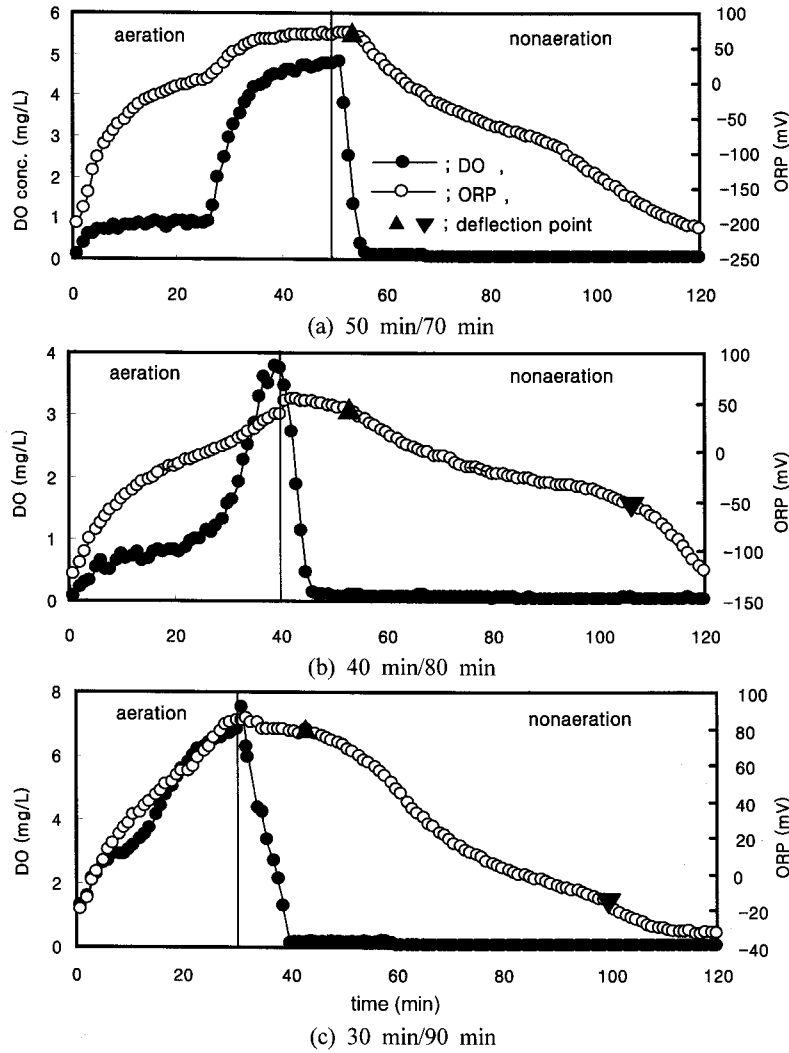 aeration
nonaeration
DO conc. (mg/L)
6
5
4
3
2
1
0
100
50
0
−50
−100
−150
−200
−250
ORP (mV)
; DO ,
; ORP,
; deflection point
0 20 40 60 80 100 120
(a) 50 min/70 min
aeration
nonaeration
DO (mg/L)
4
3
2
1
0
100
50
0
−50
−100
−150
ORP (mV)
0 20 40 60 80 100 120
(b) 40 min/80 min
aeration
nonaeration
DO (mg/L)
8
6
4
2
0
100
80
60
40
20
0
−20
−40
ORP (mV)
0 20 40 60 80 100 120
time (min)
(c) 30 min/90 min